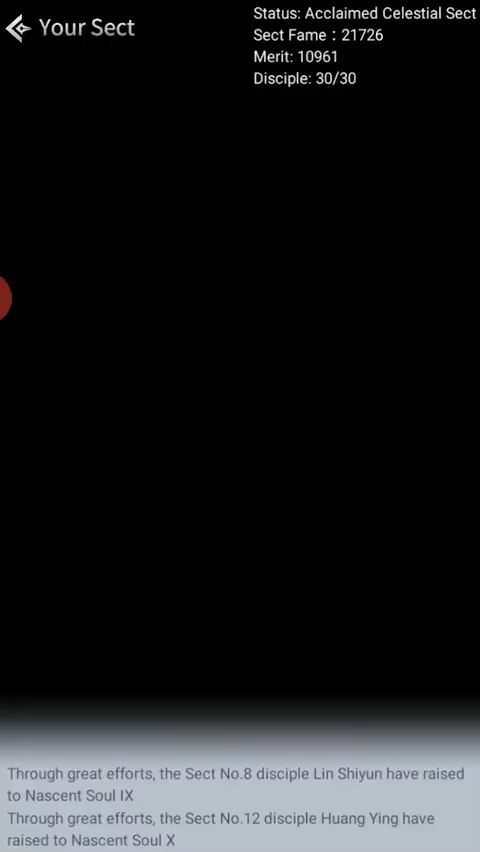 Your Sect
Status: Acclaimed Celestial Sect
Sect Fame：21726
Merit: 10961
Disciple: 30/30
Through great efforts, the Sect No.8 disciple Lin Shiyun have raised
to Nascent Soul IX
Through great efforts, the Sect No.12 disciple Huang Ying have
raised to Nascent Soul X